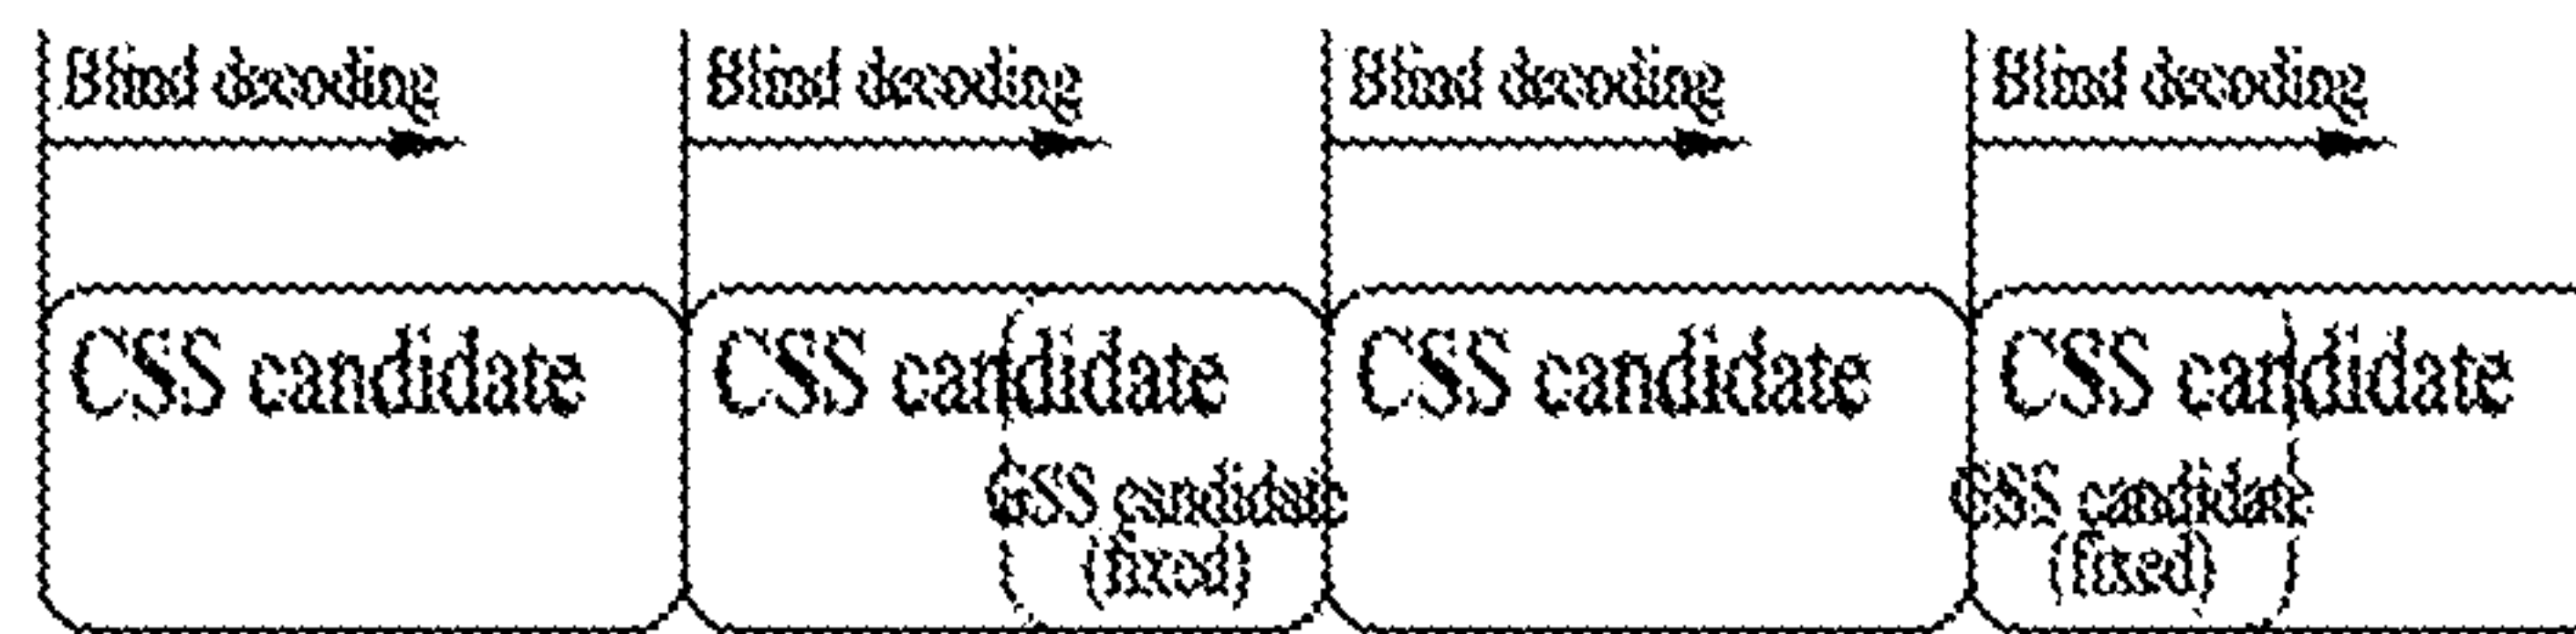 Blind decoding Blind decoding Blind decoding Blind decoding
CSS candidate CSS candidate CSS candidate CSS candidate
CSS candidate CSS candidate
(fixed) (fixed)